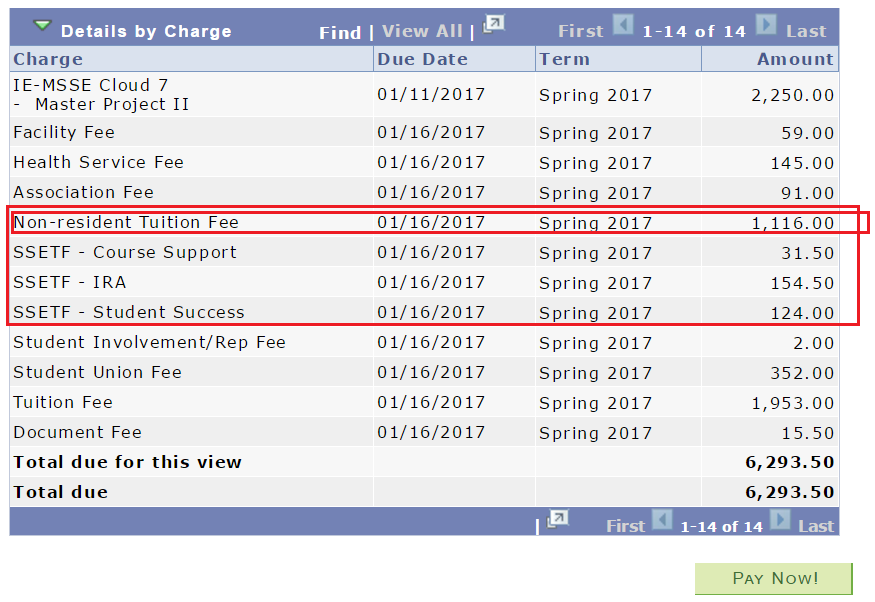 Details by Charge Find | View All | First 1-14 of 14 Last
Charge Due Date Term Amount
IE-MSSE Cloud 7
- Master Project II 01/11/2017 Spring 2017 2,250.00
Facility Fee 01/16/2017 Spring 2017 59.00
Health Service Fee 01/16/2017 Spring 2017 145.00
Association Fee 01/16/2017 Spring 2017 91.00
Non-resident Tuition Fee 01/16/2017 Spring 2017 1,116.00
SSETF - Course Support 01/16/2017 Spring 2017 31.50
SSETF - IRA 01/16/2017 Spring 2017 154.50
SSETF - Student Success 01/16/2017 Spring 2017 124.00
Student Involvement/Rep Fee 01/16/2017 Spring 2017 2.00
Student Union Fee 01/16/2017 Spring 2017 352.00
Tuition Fee 01/16/2017 Spring 2017 1,953.00
Document Fee 01/16/2017 Spring 2017 15.50
Total due for this view 6,293.50
Total due 6,293.50
| First 1-14 of 14 Last
Pay Now!